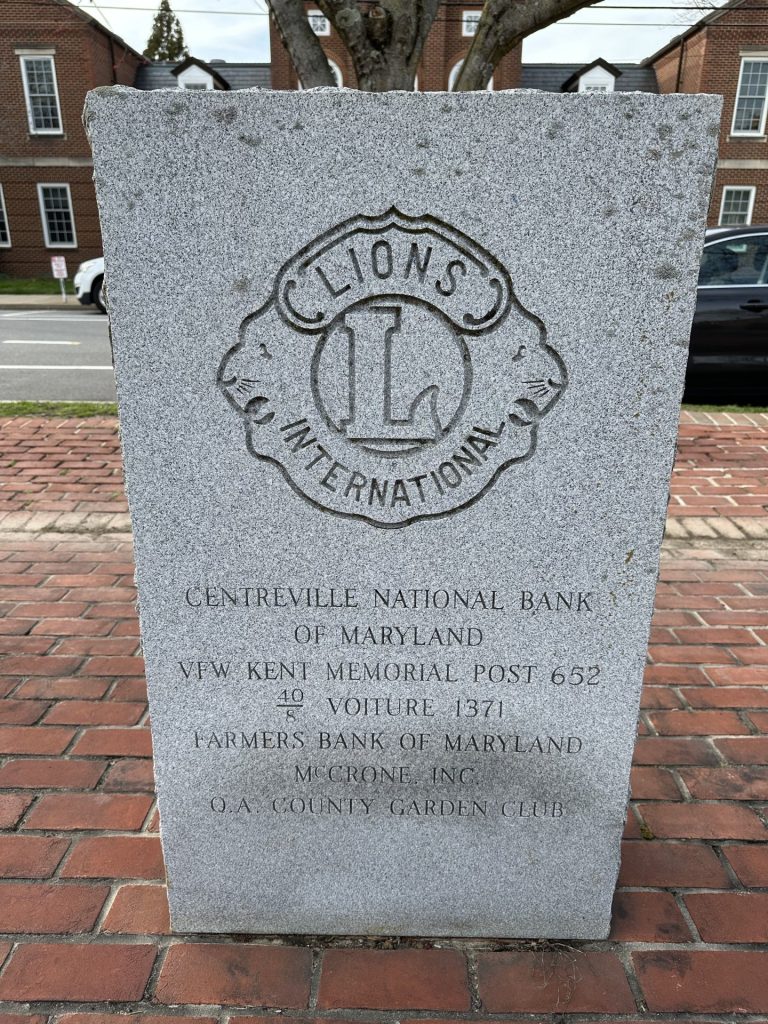 LIONS
L
INTERNATIONAL
CENTREVILLE NATIONAL BANK
OF MARYLAND
VFW KENT MEMORIAL POST 652
40/8 VOITURE 1371
FARMERS BANK OF MARYLAND
McCRONE, INC.
Q.A. COUNTY GARDEN CLUB